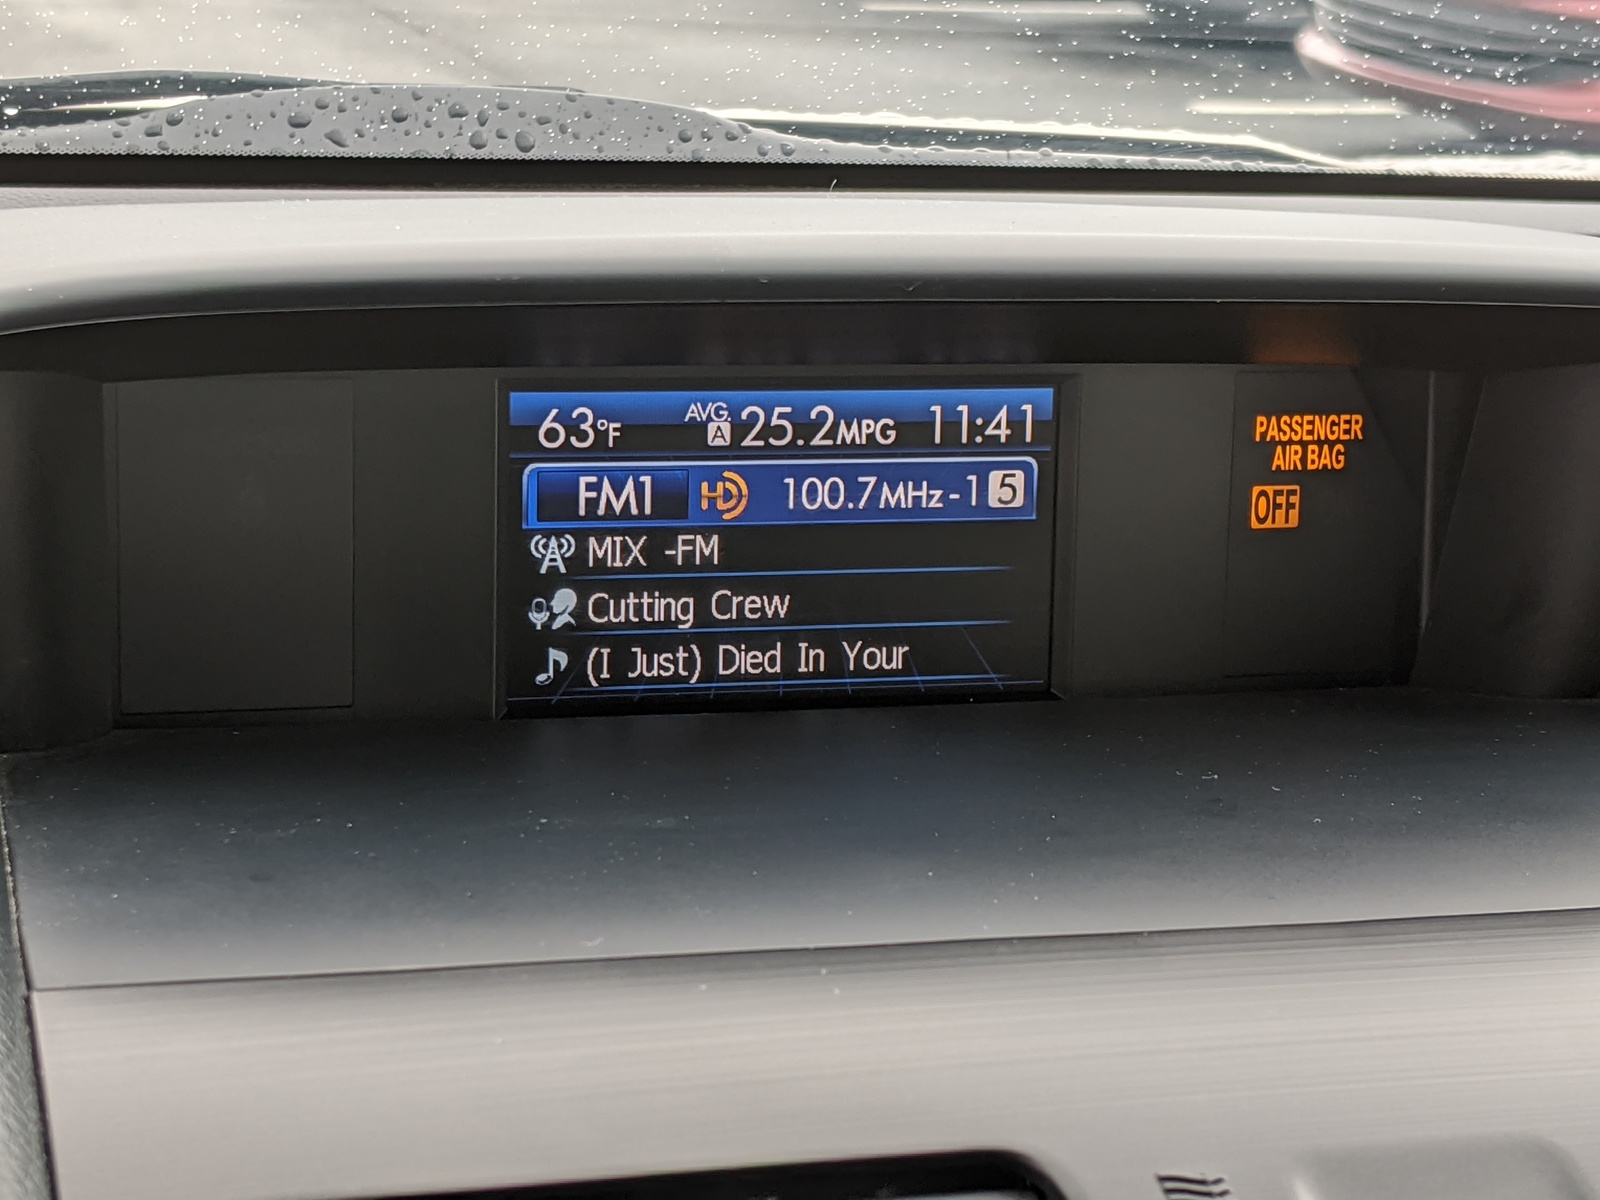 63°F AVG. A 25.2MPG 11:41
FM1 HD 100.7MHz-1 5
MIX -FM
Cutting Crew
(I Just) Died In Your
PASSENGER
AIR BAG
OFF